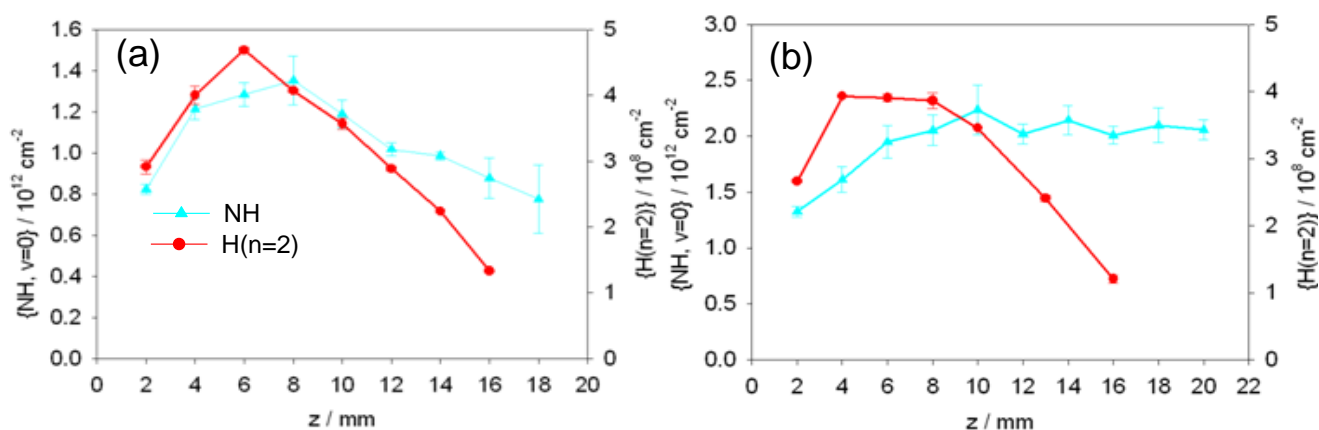 (a)
1.6
1.4
1.2
1.0
0.8
0.6
0.4
0.2
0.0
{NH, v=0} / 10¹² cm⁻²
NH
H(n=2)
5
4
3
2
1
0
{H(n=2)} / 10⁸ cm⁻²
0 2 4 6 8 10 12 14 16 18 20
z / mm
(b)
3.0
2.5
2.0
1.5
1.0
0.5
0.0
{NH, v=0} / 10¹² cm⁻²
5
4
3
2
1
0
{H(n=2)} / 10⁸ cm⁻²
0 2 4 6 8 10 12 14 16 18 20 22
z / mm